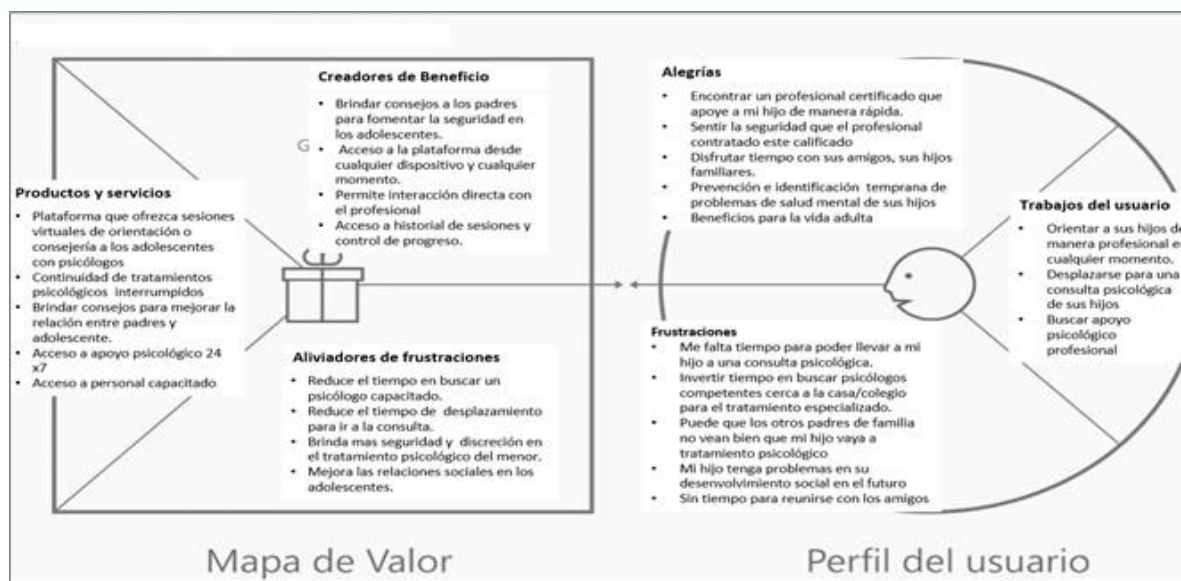 Creadores de Beneficio
• Brindar consejos a los padres
para fomentar la seguridad en
los adolescentes.
G
• Acceso a la plataforma desde
cualquier dispositivo y cualquier
momento.
• Permite interacción directa con
el profesional
• Acceso a historial de sesiones y
control de progreso.
Productos y servicios
• Plataforma que ofrezca sesiones
virtuales de orientación o
consejería a los adolescentes
con psicólogos
• Continuidad de tratamientos
psicológicos interrumpidos
• Brindar consejos para mejorar la
relación entre padres y
adolescente.
• Acceso a apoyo psicológico 24
x7
• Acceso a personal capacitado
Aliviadores de frustraciones
• Reduce el tiempo en buscar un
psicólogo capacitado.
• Reduce el tiempo de desplazamiento
para ir a la consulta.
• Brinda mas seguridad y discreción en
el tratamiento psicológico del menor.
• Mejora las relaciones sociales en los
adolescentes.
Mapa de Valor
Alegrías
• Encontrar un profesional certificado que
apoye a mi hijo de manera rápida.
• Sentir la seguridad que el profesional
contratado este calificado
• Disfrutar tiempo con sus amigos, sus hijos
familiares.
• Prevención e identificación temprana de
problemas de salud mental de sus hijos
• Beneficios para la vida adulta
Trabajos del usuario
• Orientar a sus hijos de
manera profesional en
cualquier momento.
• Desplazarse para una
consulta psicológica
de sus hijos
• Buscar apoyo
psicológico
profesional
Frustraciones
• Me falta tiempo para poder llevar a mi
hijo a una consulta psicológica.
• Invertir tiempo en buscar psicólogos
competentes cerca a la casa/colegio
para el tratamiento especializado.
• Puede que los otros padres de familia
no vean bien que mi hijo vaya a
tratamiento psicológico
• Mi hijo tenga problemas en su
desenvolvimiento social en el futuro
• Sin tiempo para reunirse con los amigos
Perfil del usuario